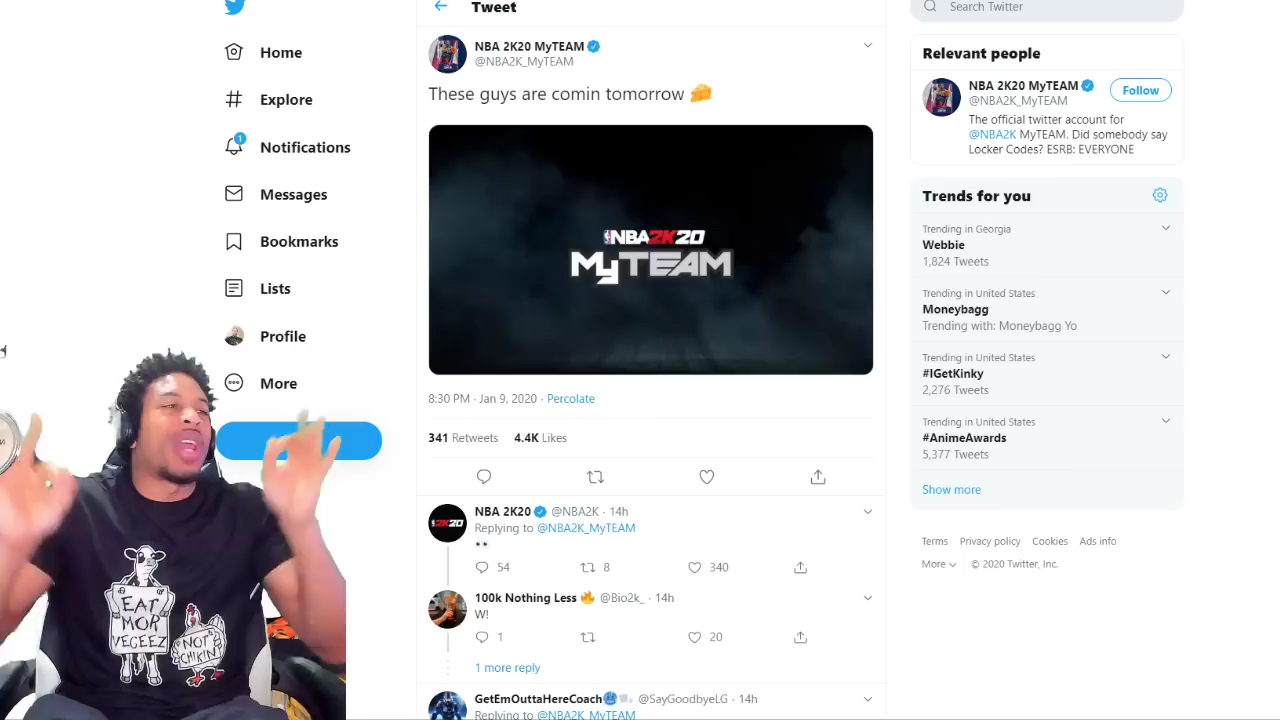 Tweet
Search Twitter
Home
Explore
1
Notifications
Messages
Bookmarks
Lists
Profile
More
NBA 2K20 MyTEAM
@NBA2K_MyTEAM
These guys are comin tomorrow 🧀
NBA2K20
MyTEAM
8:30 PM · Jan 9, 2020 · Percolate
341 Retweets 4.4K Likes
2K20
NBA 2K20 @NBA2K · 14h
Replying to @NBA2K_MyTEAM
👀
54 8 340
100k Nothing Less 🔥 @Bio2k_ · 14h
W!
1 20
1 more reply
GetEmOuttaHereCoach @SayGoodbyeLG · 14h
Replying to @NBA2K_MyTEAM
Relevant people
NBA 2K20 MyTEAM
@NBA2K_MyTEAM
Follow
The official twitter account for
@NBA2K MyTEAM. Did somebody say
Locker Codes? ESRB: EVERYONE
Trends for you
Trending in Georgia
Webbie
1,824 Tweets
Trending in United States
Moneybagg
Trending with: Moneybagg Yo
Trending in United States
#IGetKinky
2,276 Tweets
Trending in United States
#AnimeAwards
5,377 Tweets
Show more
Terms Privacy policy Cookies Ads info
More © 2020 Twitter, Inc.
EAT
MOR
VEGEEZ
NOT
CHIKIN